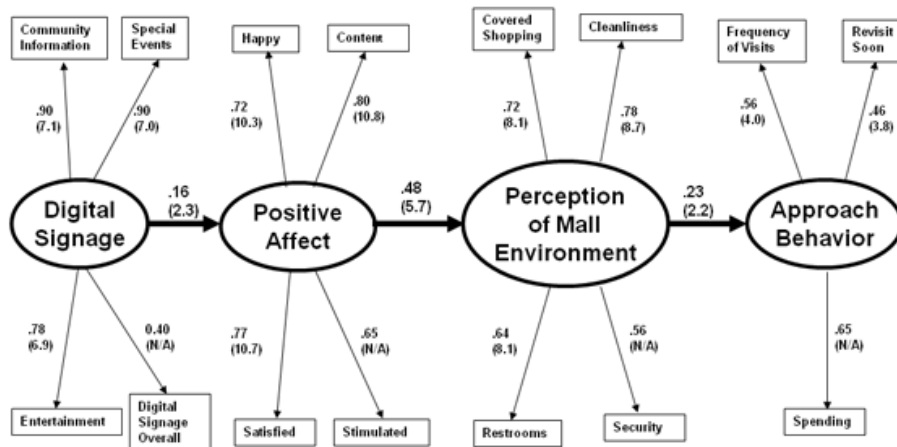 Community
Information
Special
Events
Happy
Content
Covered
Shopping
Cleanliness
Frequency
of Visits
Revisit
Soon
.90
(7.1)
.90
(7.0)
.72
(10.3)
.80
(10.8)
.72
(8.1)
.78
(8.7)
.56
(4.0)
.46
(3.8)
Digital
Signage
.16
(2.3)
Positive
Affect
.48
(5.7)
Perception
of Mall
Environment
.23
(2.2)
Approach
Behavior
.78
(6.9)
0.40
(N/A)
.77
(10.7)
.65
(N/A)
.64
(8.1)
.56
(N/A)
.65
(N/A)
Entertainment
Digital
Signage
Overall
Satisfied
Stimulated
Restrooms
Security
Spending